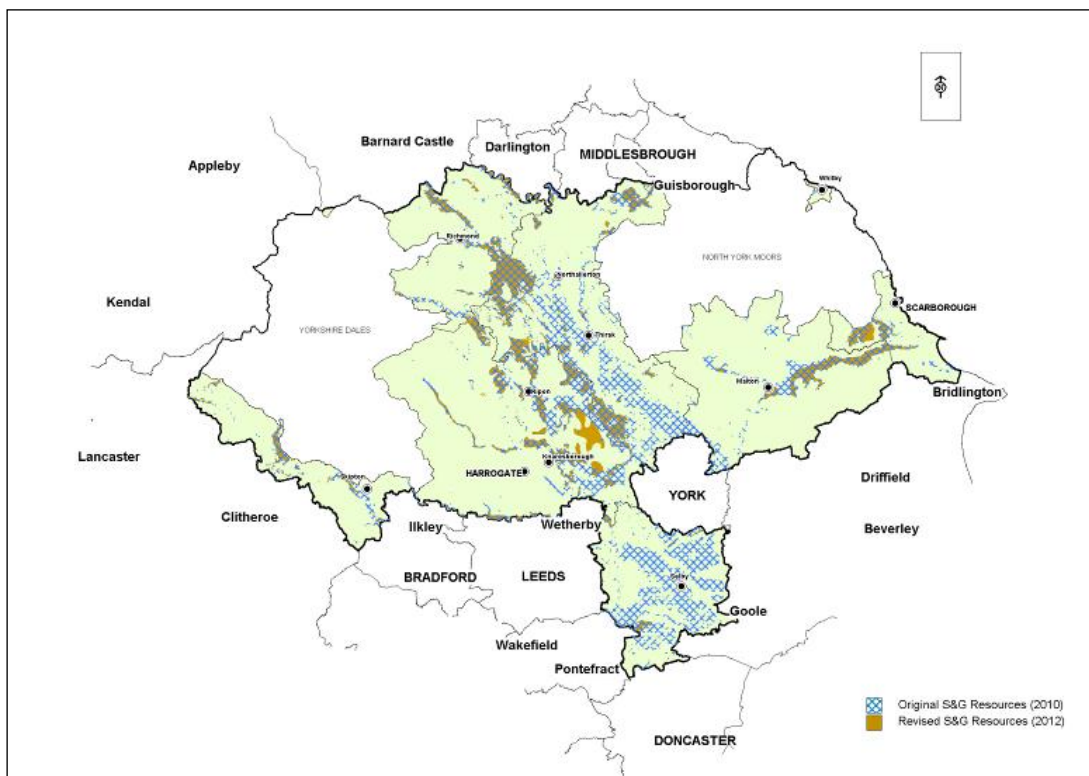 Barnard Castle
Darlington
MIDDLESBROUGH
Appleby
Guisborough
Whitby
Richmond
NORTH YORK MOORS
Northallerton
Kendal
SCARBOROUGH
YORKSHIRE DALES
Thirsk
Malton
Ripon
Bridlington
Lancaster
Knaresborough
HARROGATE
Driffield
Skipton
YORK
Clitheroe
Ilkley
Wetherby
Beverley
BRADFORD
LEEDS
Selby
Goole
Wakefield
Pontefract
Original S&G Resources (2010)
Revised S&G Resources (2012)
DONCASTER